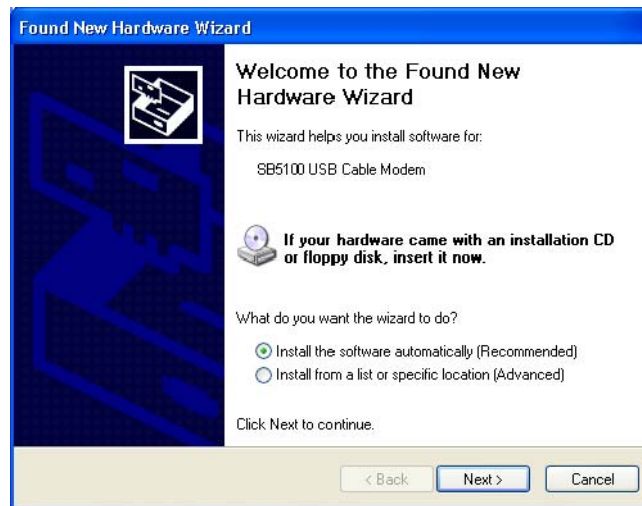 Found New Hardware Wizard
Welcome to the Found New
Hardware Wizard
This wizard helps you install software for:
SB5100 USB Cable Modem
If your hardware came with an installation CD
or floppy disk, insert it now.
What do you want the wizard to do?
Install the software automatically (Recommended)
Install from a list or specific location (Advanced)
Click Next to continue.
< Back Next > Cancel